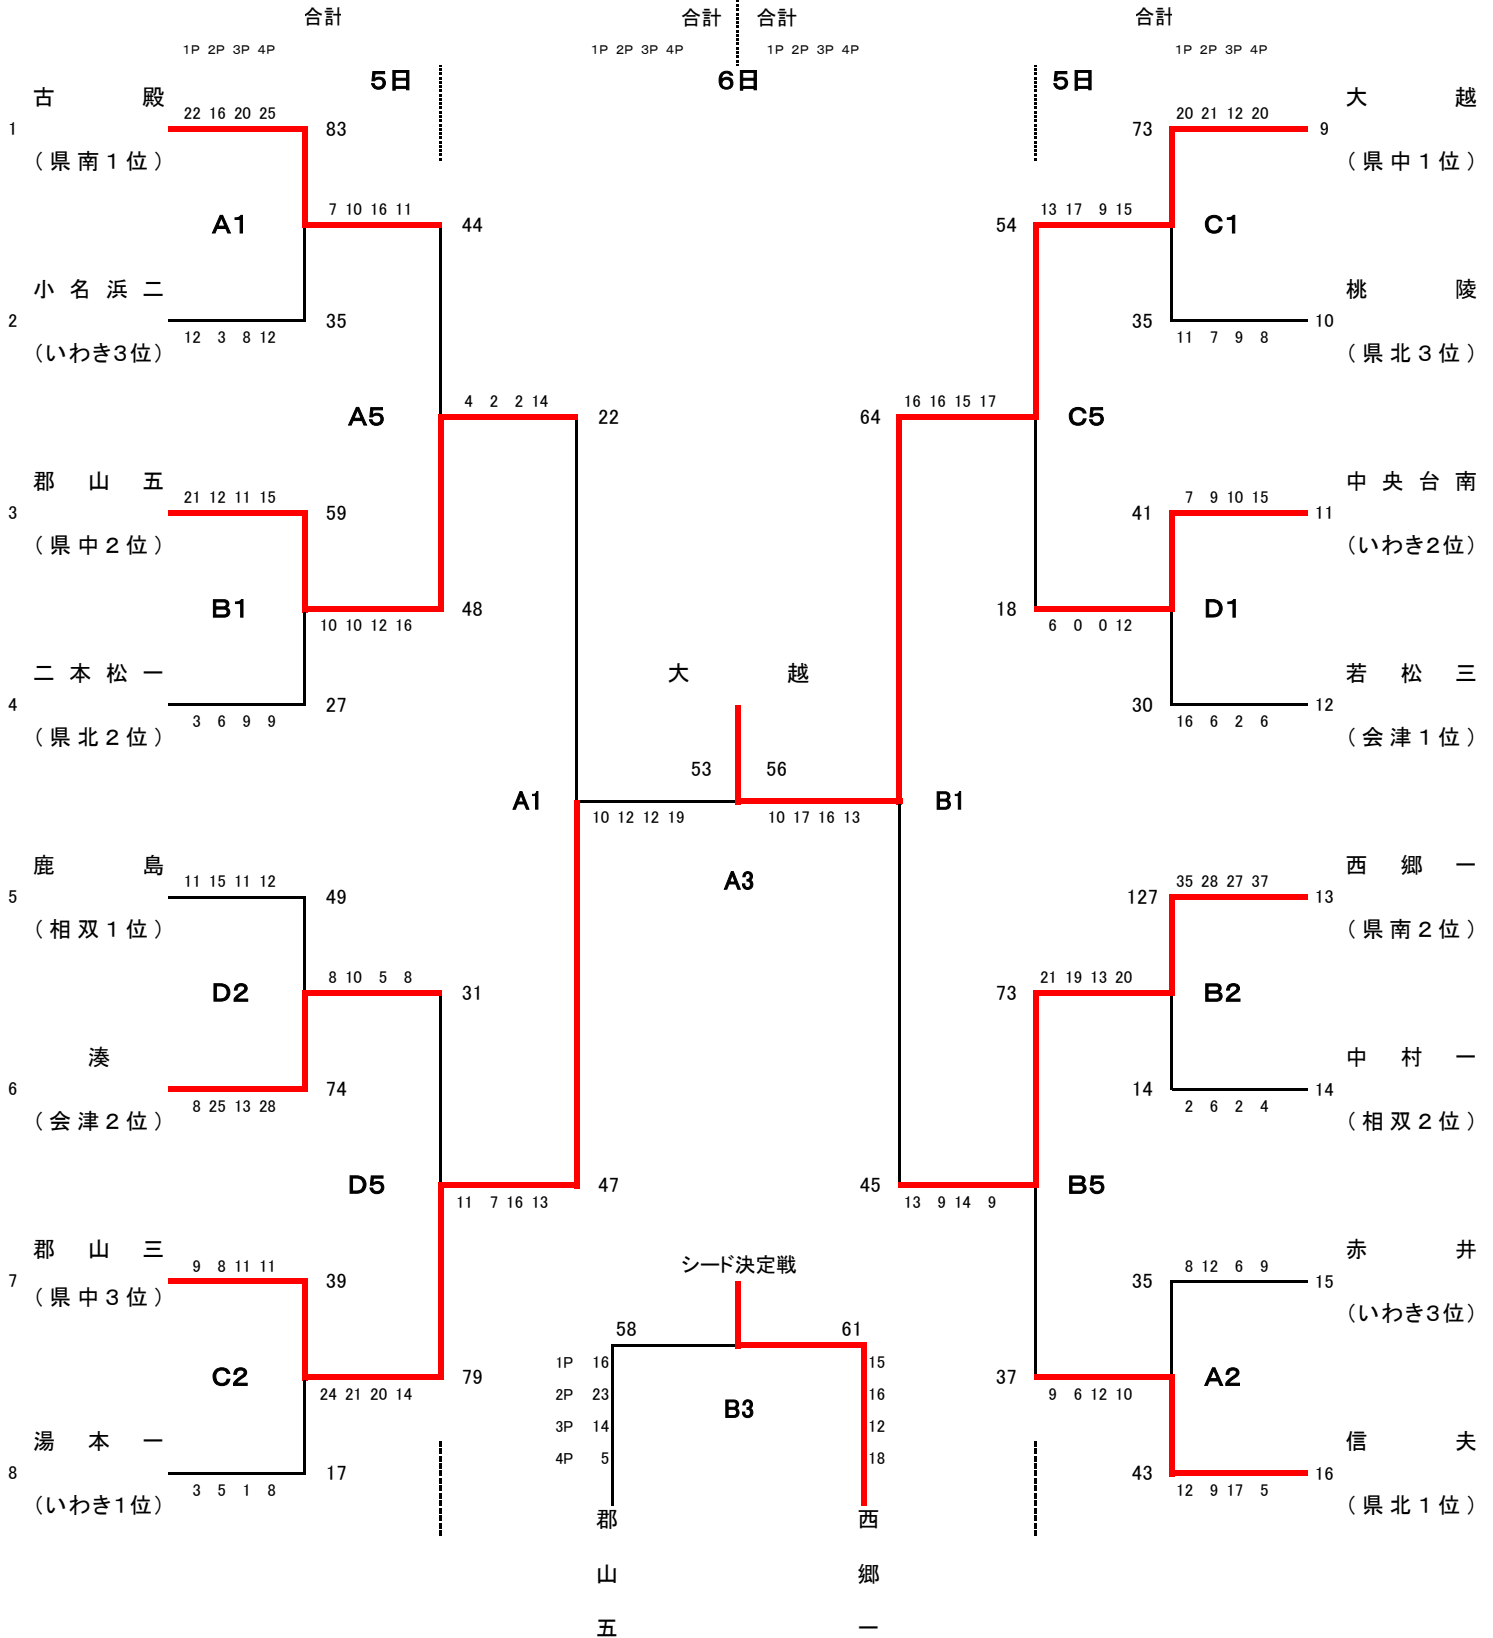 合計 合計 合計 合計
1P 2P 3P 4P 1P 2P 3P 4P 1P 2P 3P 4P 1P 2P 3P 4P
5日 6日 5日
古殿 22 16 20 25 20 21 12 20 大越
1 83 73 9
(県南1位) (県中1位)
7 10 16 11 13 17 9 15
A1 44 54 C1
小名浜二 桃陵
2 35 35 10
12 3 8 12 11 7 9 8
(いわき3位) (県北3位)
4 2 2 14 16 16 15 17
A5 22 64 C5
郡山五 21 12 11 15 7 9 10 15 中央台南
3 59 41 11
(県中2位) (いわき2位)
B1 48 18 D1
10 10 12 16 6 0 0 12
二本松一 大越 若松三
4 27 30 12
3 6 9 9 16 6 2 6
(県北2位) (会津1位)
53 56
A1 B1
10 12 12 19 10 17 16 13
鹿島 11 15 11 12 A3 35 28 27 37 西郷一
5 49 127 13
(相双1位) (県南2位)
8 10 5 8 21 19 13 20
D2 31 73 B2
湊 中村一
6 74 14 14
8 25 13 28 2 6 2 4
(会津2位) (相双2位)
D5 47 45 B5
11 7 16 13 13 9 14 9
郡山三 9 8 11 11 シード決定戦 8 12 6 9 赤井
7 39 35 15
(県中3位) (いわき3位)
58 61
1P 16 15
C2 79 37 A2
24 21 20 14 2P 23 16 9 6 12 10
B3
3P 14 12
湯本一 信夫
4P 5 18
8 17 43 16
3 5 1 8 12 9 17 5
(いわき1位) (県北1位)
郡山五 西郷一